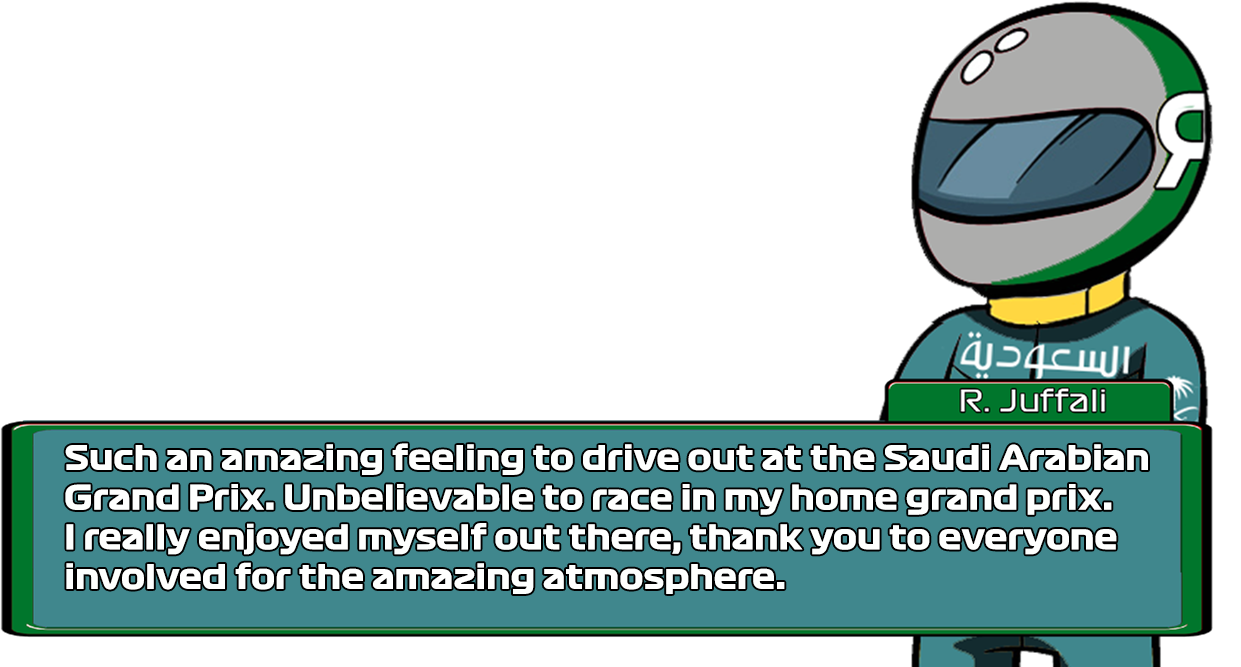 السعودية
R. Juffali
Such an amazing feeling to drive out at the Saudi Arabian
Grand Prix. Unbelievable to race in my home grand prix.
I really enjoyed myself out there, thank you to everyone
involved for the amazing atmosphere.